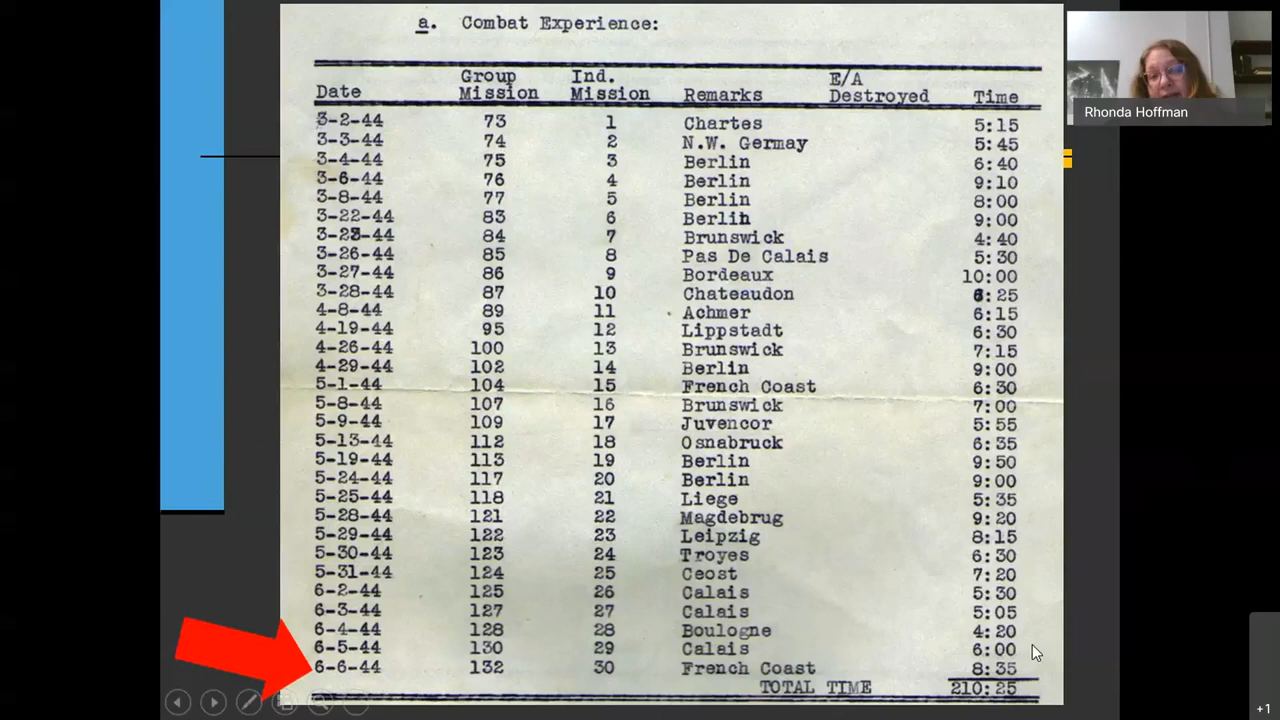 a. Combat Experience:
Date Group Mission Ind. Mission Remarks E/A Destroyed Time
3-2-44 73 1 Chartes 5:15
3-3-44 74 2 N.W. Germay 5:45
3-4-44 75 3 Berlin 6:40
3-6-44 76 4 Berlin 9:10
3-8-44 77 5 Berlin 8:00
3-22-44 83 6 Berlin 9:00
3-23-44 84 7 Brunswick 4:40
3-26-44 85 8 Pas De Calais 5:30
3-27-44 86 9 Bordeaux 10:00
3-28-44 87 10 Chateaudon 6:25
4-8-44 89 11 Achmer 6:15
4-19-44 95 12 Lippstadt 6:30
4-26-44 100 13 Brunswick 7:15
4-29-44 102 14 Berlin 9:00
5-1-44 104 15 French Coast 6:30
5-8-44 107 16 Brunswick 7:00
5-9-44 109 17 Juvencor 5:55
5-13-44 112 18 Osnabruck 6:35
5-19-44 113 19 Berlin 9:50
5-24-44 117 20 Berlin 9:00
5-25-44 118 21 Liege 5:35
5-28-44 121 22 Magdebrug 9:20
5-29-44 122 23 Leipzig 8:15
5-30-44 123 24 Troyes 6:30
5-31-44 124 25 Ceost 7:20
6-2-44 125 26 Calais 5:30
6-3-44 127 27 Calais 5:05
6-4-44 128 28 Boulogne 4:20
6-5-44 130 29 Calais 6:00
6-6-44 132 30 French Coast 8:35
TOTAL TIME 210:25
Rhonda Hoffman
+1